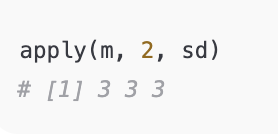 apply(m, 2, sd)
# [1] 3 3 3